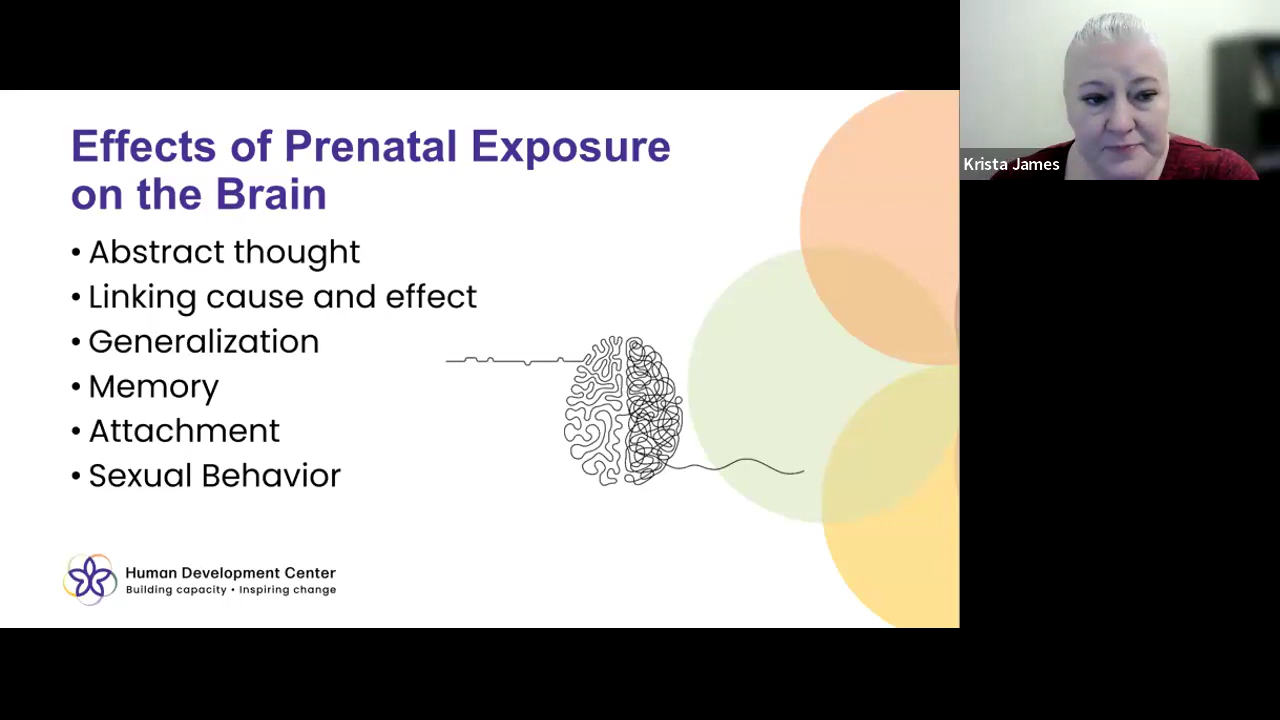 Effects of Prenatal Exposure
on the Brain
• Abstract thought
• Linking cause and effect
• Generalization
• Memory
• Attachment
• Sexual Behavior
Human Development Center
Building capacity • Inspiring change
Krista James